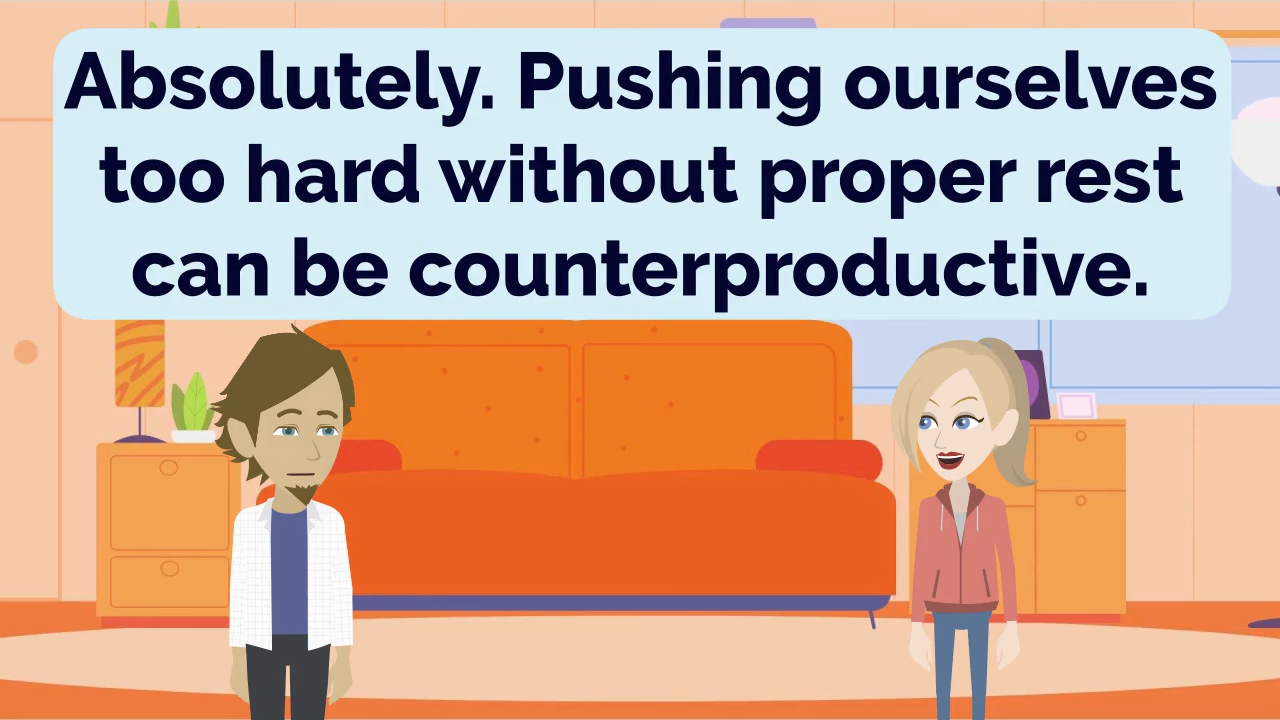 Absolutely. Pushing ourselves
too hard without proper rest
can be counterproductive.